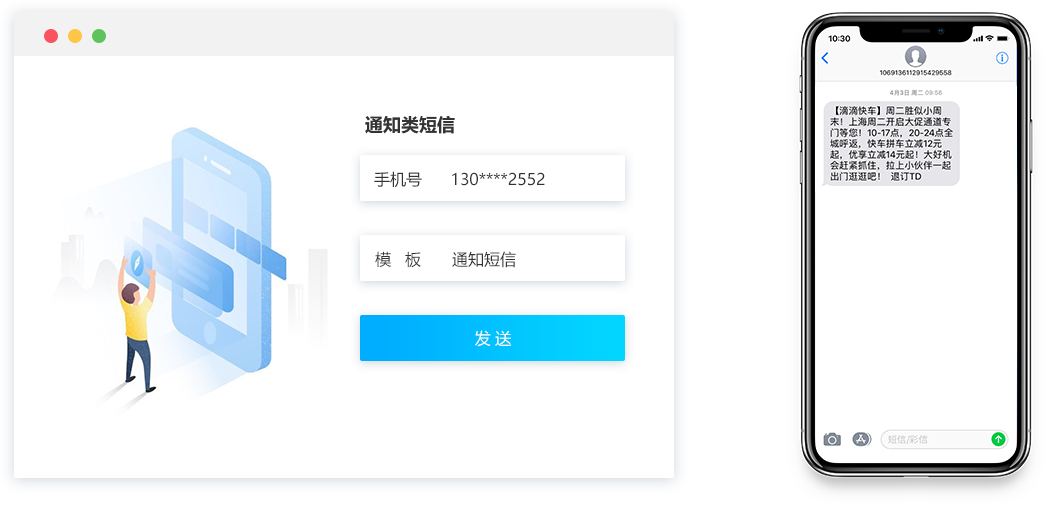 通知类短信
手机号 130****2552
模 板 通知短信
发 送
10:30
1069136112915429558
4月3日 周二 09:56
【滴滴快车】周二胜似小周
末！上海周二开启大促通道专
门等您！10-17点，20-24点全
城呼返，快车拼车立减12元
起，优享立减14元起！大好机
会赶紧抓住，拉上小伙伴一起
出门逛逛吧！ 退订TD
短信/彩信